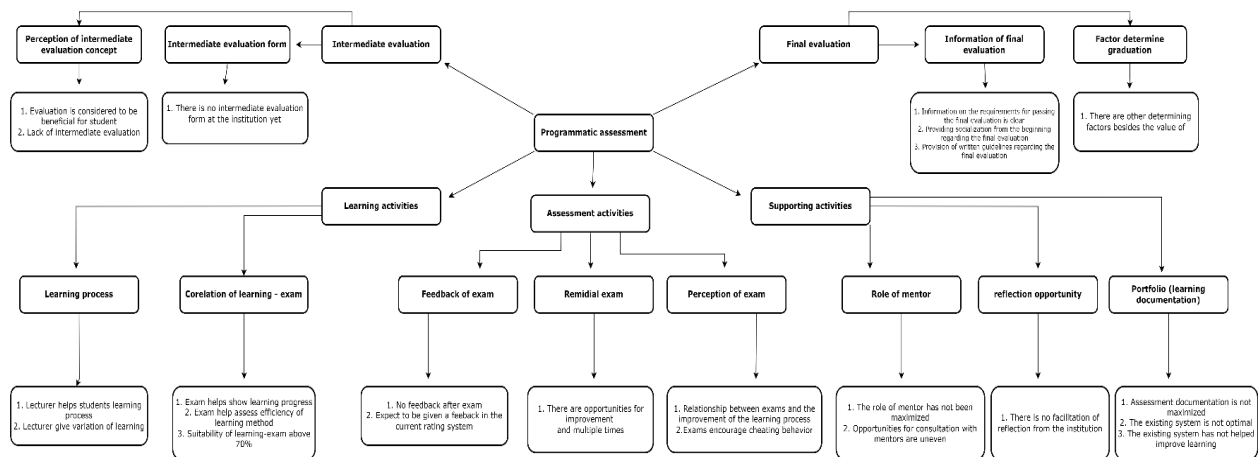 Perception of intermediate
evaluation concept
Intermediate evaluation form
Intermediate evaluation
Final evaluation
Information of final
evaluation
Factor determine
graduation
1. Evaluation is considered to be
beneficial for student
2. Lack of intermediate evaluation
1. There is no intermediate evaluation
form at the institution yet
Programmatic assessment
1. Information on the requirements for passing
the final evaluation is clear
2. Providing socialization from the beginning
regarding the final evaluation
3. Provision of written guidelines regarding the
final evaluation
1. There are other determining
factors besides the value of
Learning activities
Assessment activities
Supporting activities
Learning process
Corelation of learning - exam
Feedback of exam
Remidial exam
Perception of exam
Role of mentor
reflection opportunity
Portfolio (learning
documentation)
1. Lecturer helps students learning
process
2. Lecturer give variation of learning
1. Exam helps show learning progress
2. Exam help assess efficiency of
learning method
3. Suitability of learning-exam above
70%
1. No feedback after exam
2. Expect to be given a feeback in the
current rating system
1. There are opportunities for
improvement
and multiple times
1. Relationship between exams and the
improvement of the learning process
2.Exams encourage cheating behavior
1. The role of mentor has not been
maximized
2. Opportunities for consultation with
mentors are uneven
1. There is no facilitation of
reflection from the institution
1. Assessment documentation is not
maximized
2. The existing system is not optimal
3. The existing system has not helped
improve learning